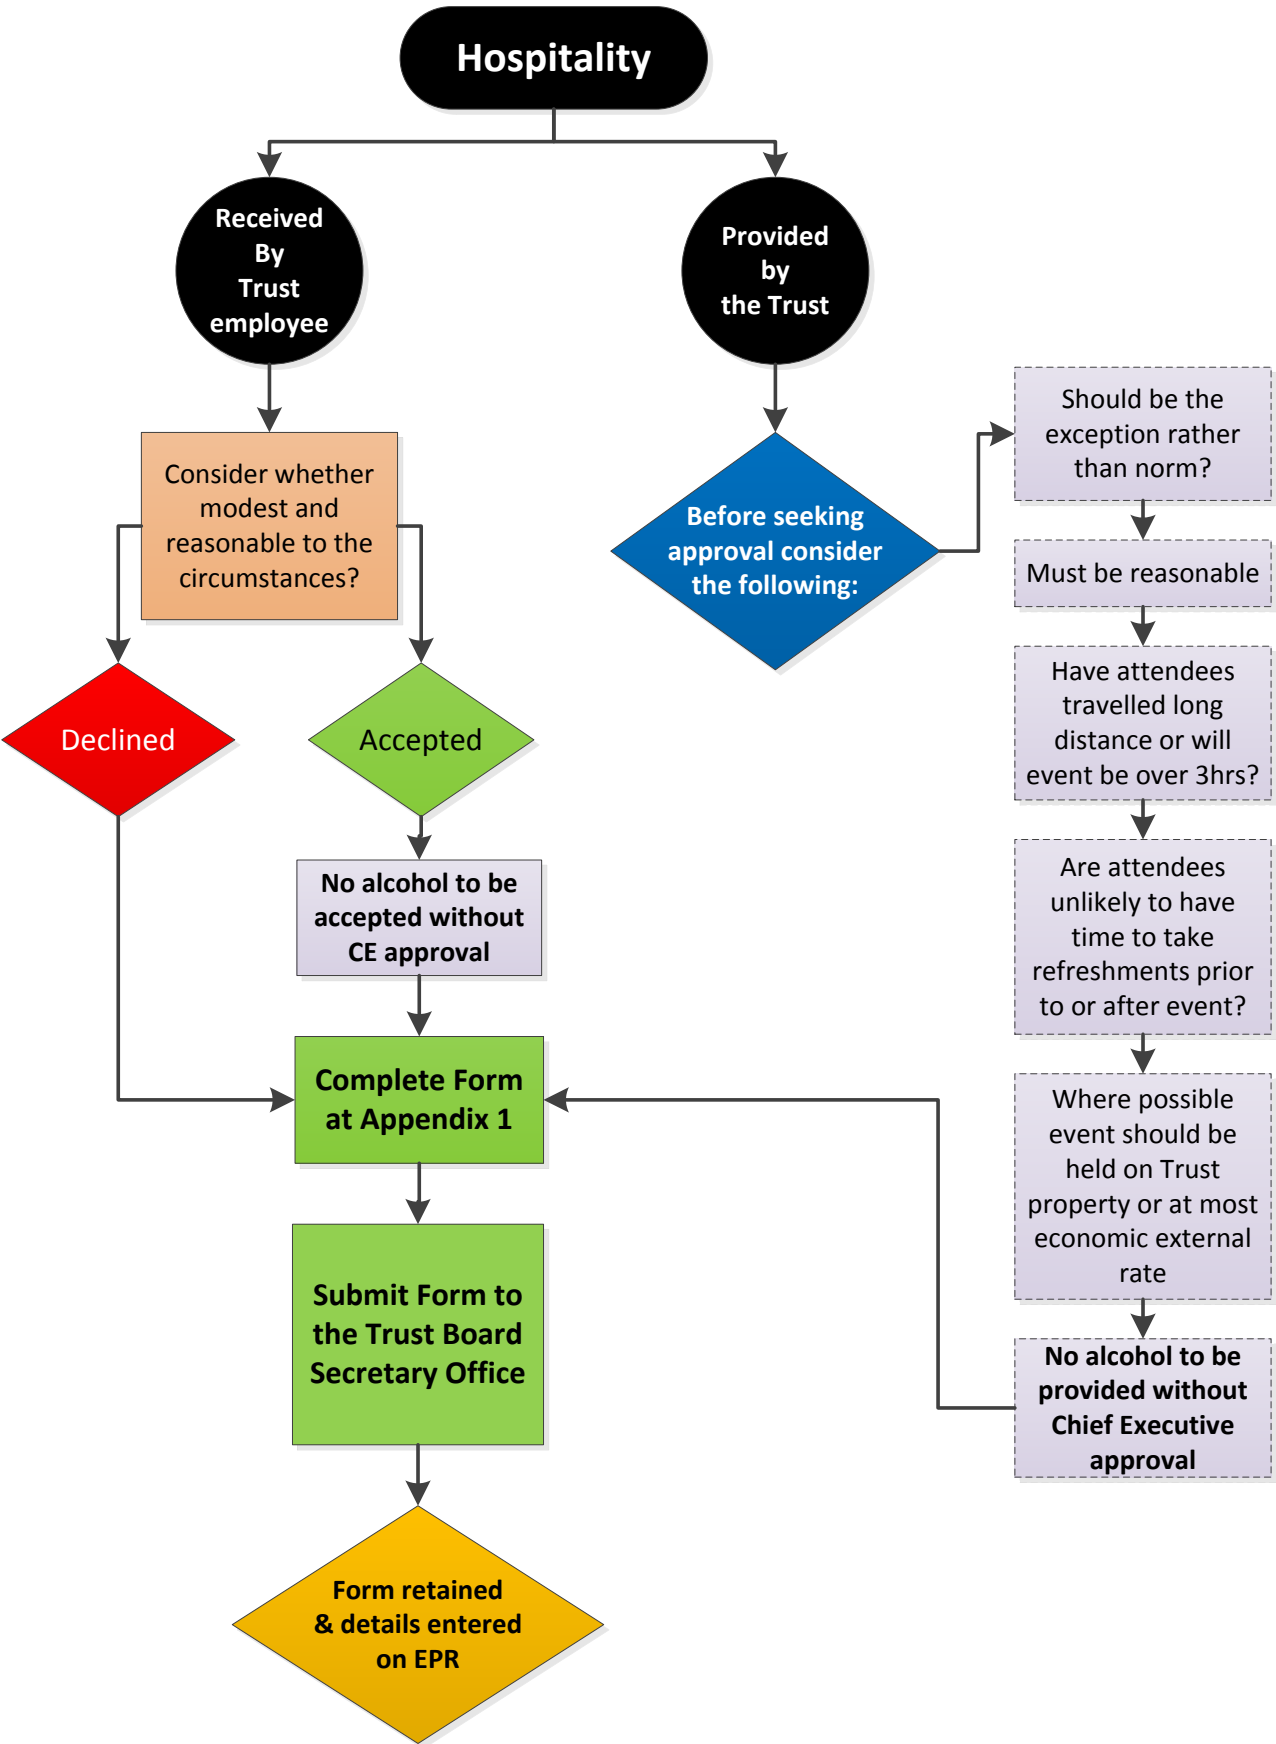 Hospitality
Received
By
Trust
employee
Provided
by
the Trust
Consider whether
modest and
reasonable to the
circumstances?
Declined
Accepted
No alcohol to be
accepted without
CE approval
Before seeking
approval consider
the following:
Should be the
exception rather
than norm?
Must be reasonable
Have attendees
travelled long
distance or will
event be over 3hrs?
Are attendees
unlikely to have
time to take
refreshments prior
to or after event?
Where possible
event should be
held on Trust
property or at most
economic external
rate
No alcohol to be
provided without
Chief Executive
approval
Complete Form
at Appendix 1
Submit Form to
the Trust Board
Secretary Office
Form retained
& details entered
on EPR